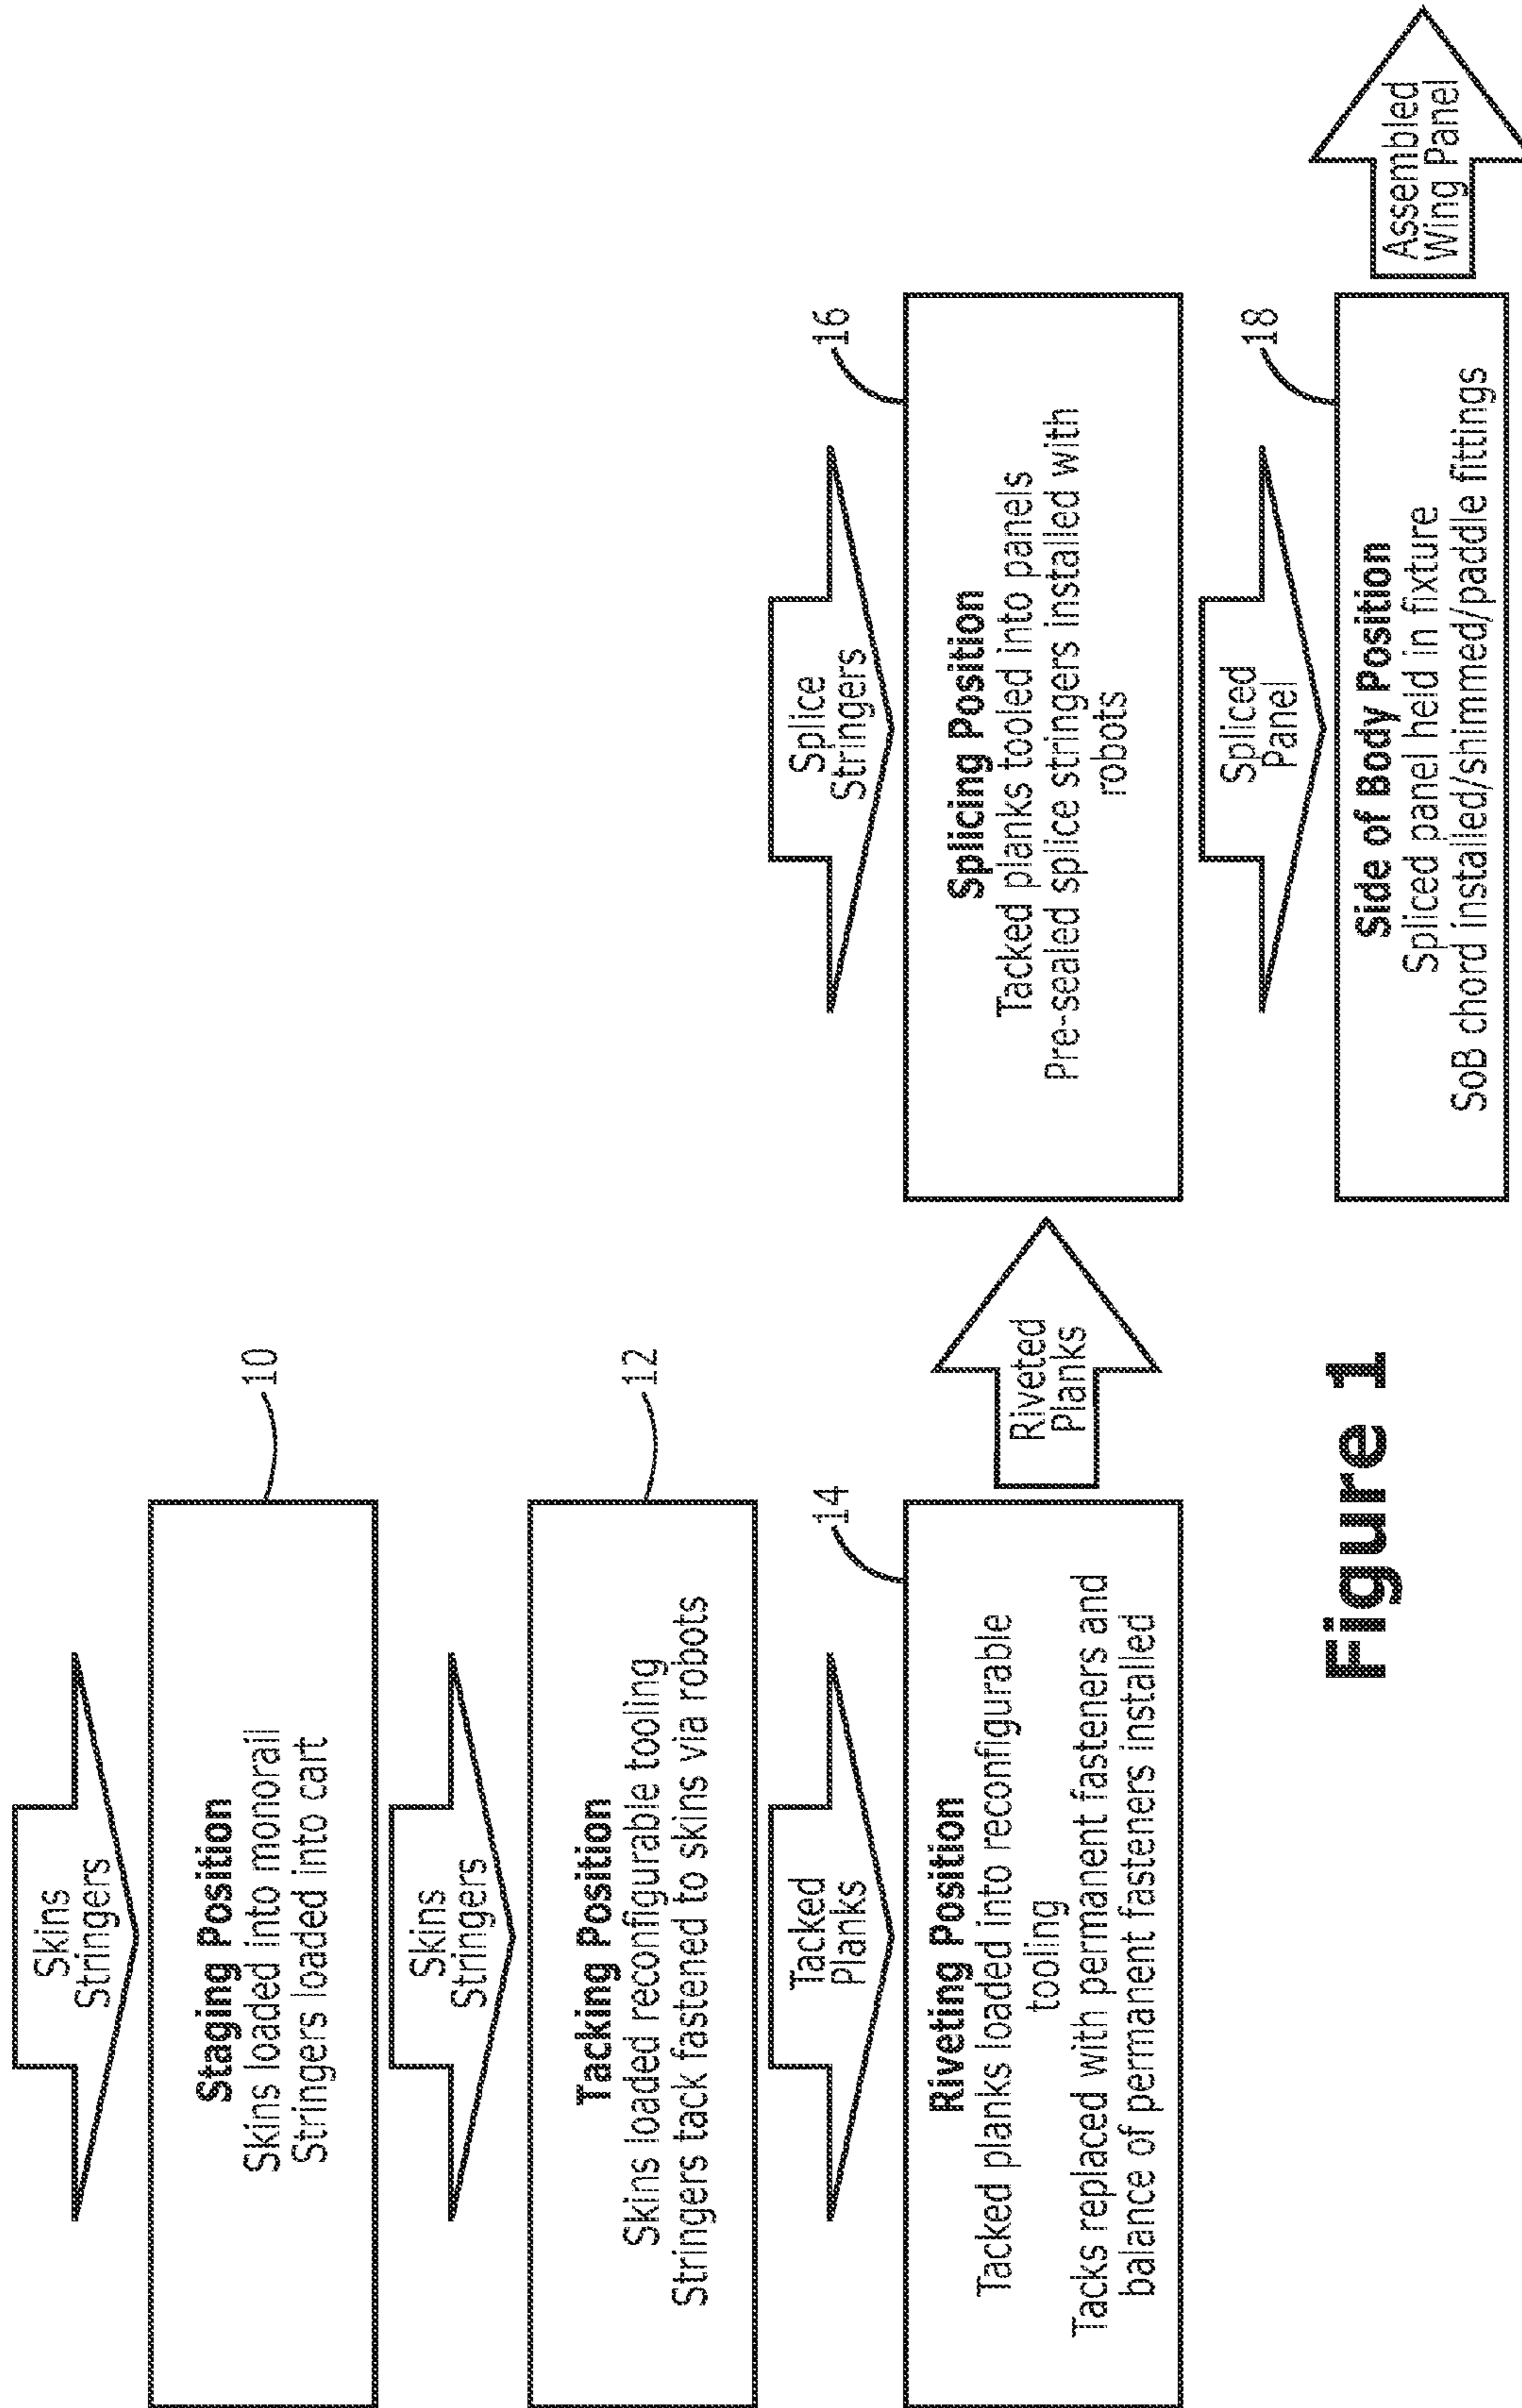 Skins
Stringers
10
Staging Position
Skins loaded into monorail
Stringers loaded into cart
Skins
Stringers
12
Tacking Position
Skins loaded reconfigurable tooling
Stringers tack fastened to skins via robots
Tacked
Planks
14
Riveting Position
Tacked planks loaded into reconfigurable
tooling
Tacks replaced with permanent fasteners and
balance of permanent fasteners installed
Riveted
Planks
Splice
Stringers
16
Splicing Position
Tacked planks tooled into panels
Pre-sealed splice stringers installed with
robots
Spliced
Panel
18
Side of Body Position
Spliced panel held in fixture
SoB chord installed/shimmed/paddle fittings
Assembled
Wing Panel
Figure 1